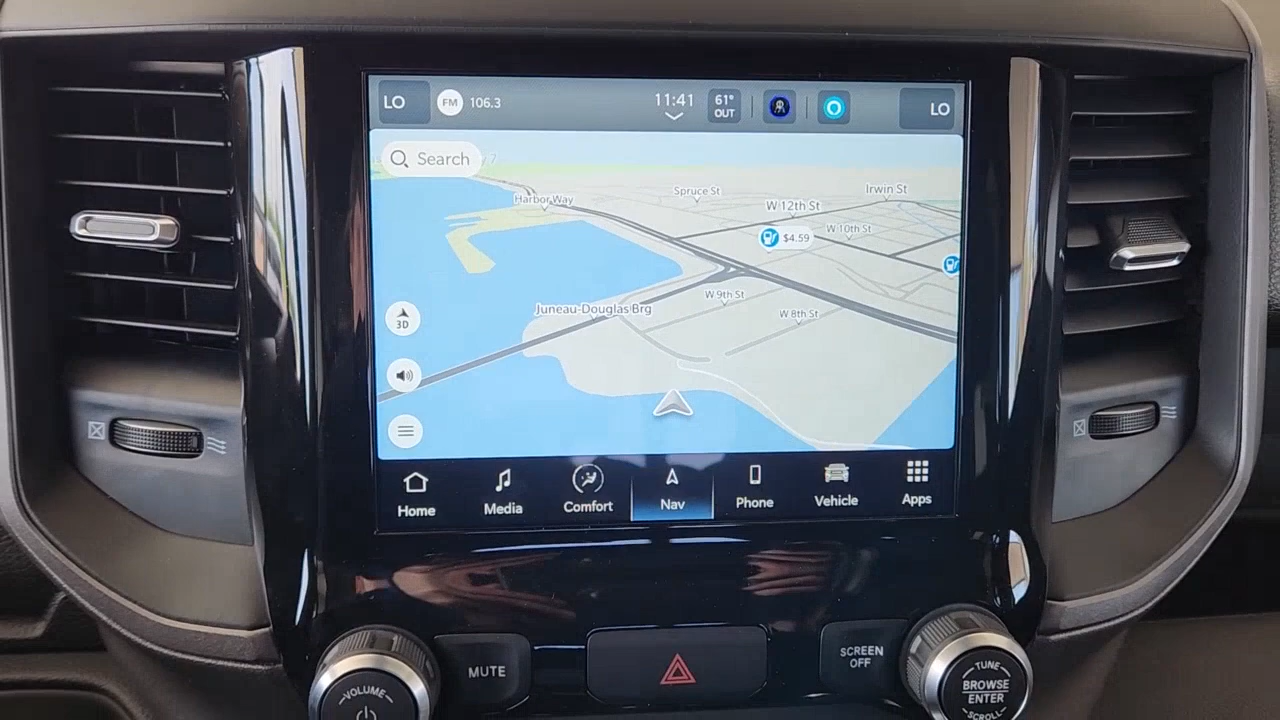 LO
FM 106.3
11:41
61°
OUT
LO
Search
Harbor Way
Spruce St
Irwin St
W 12th St
W 10th St
$4.59
Juneau-Douglas Brg
W 9th St
W 8th St
3D
Home
Media
Comfort
Nav
Phone
Vehicle
Apps
MUTE
SCREEN
OFF
VOLUME
TUNE
BROWSE
ENTER
SCROLL